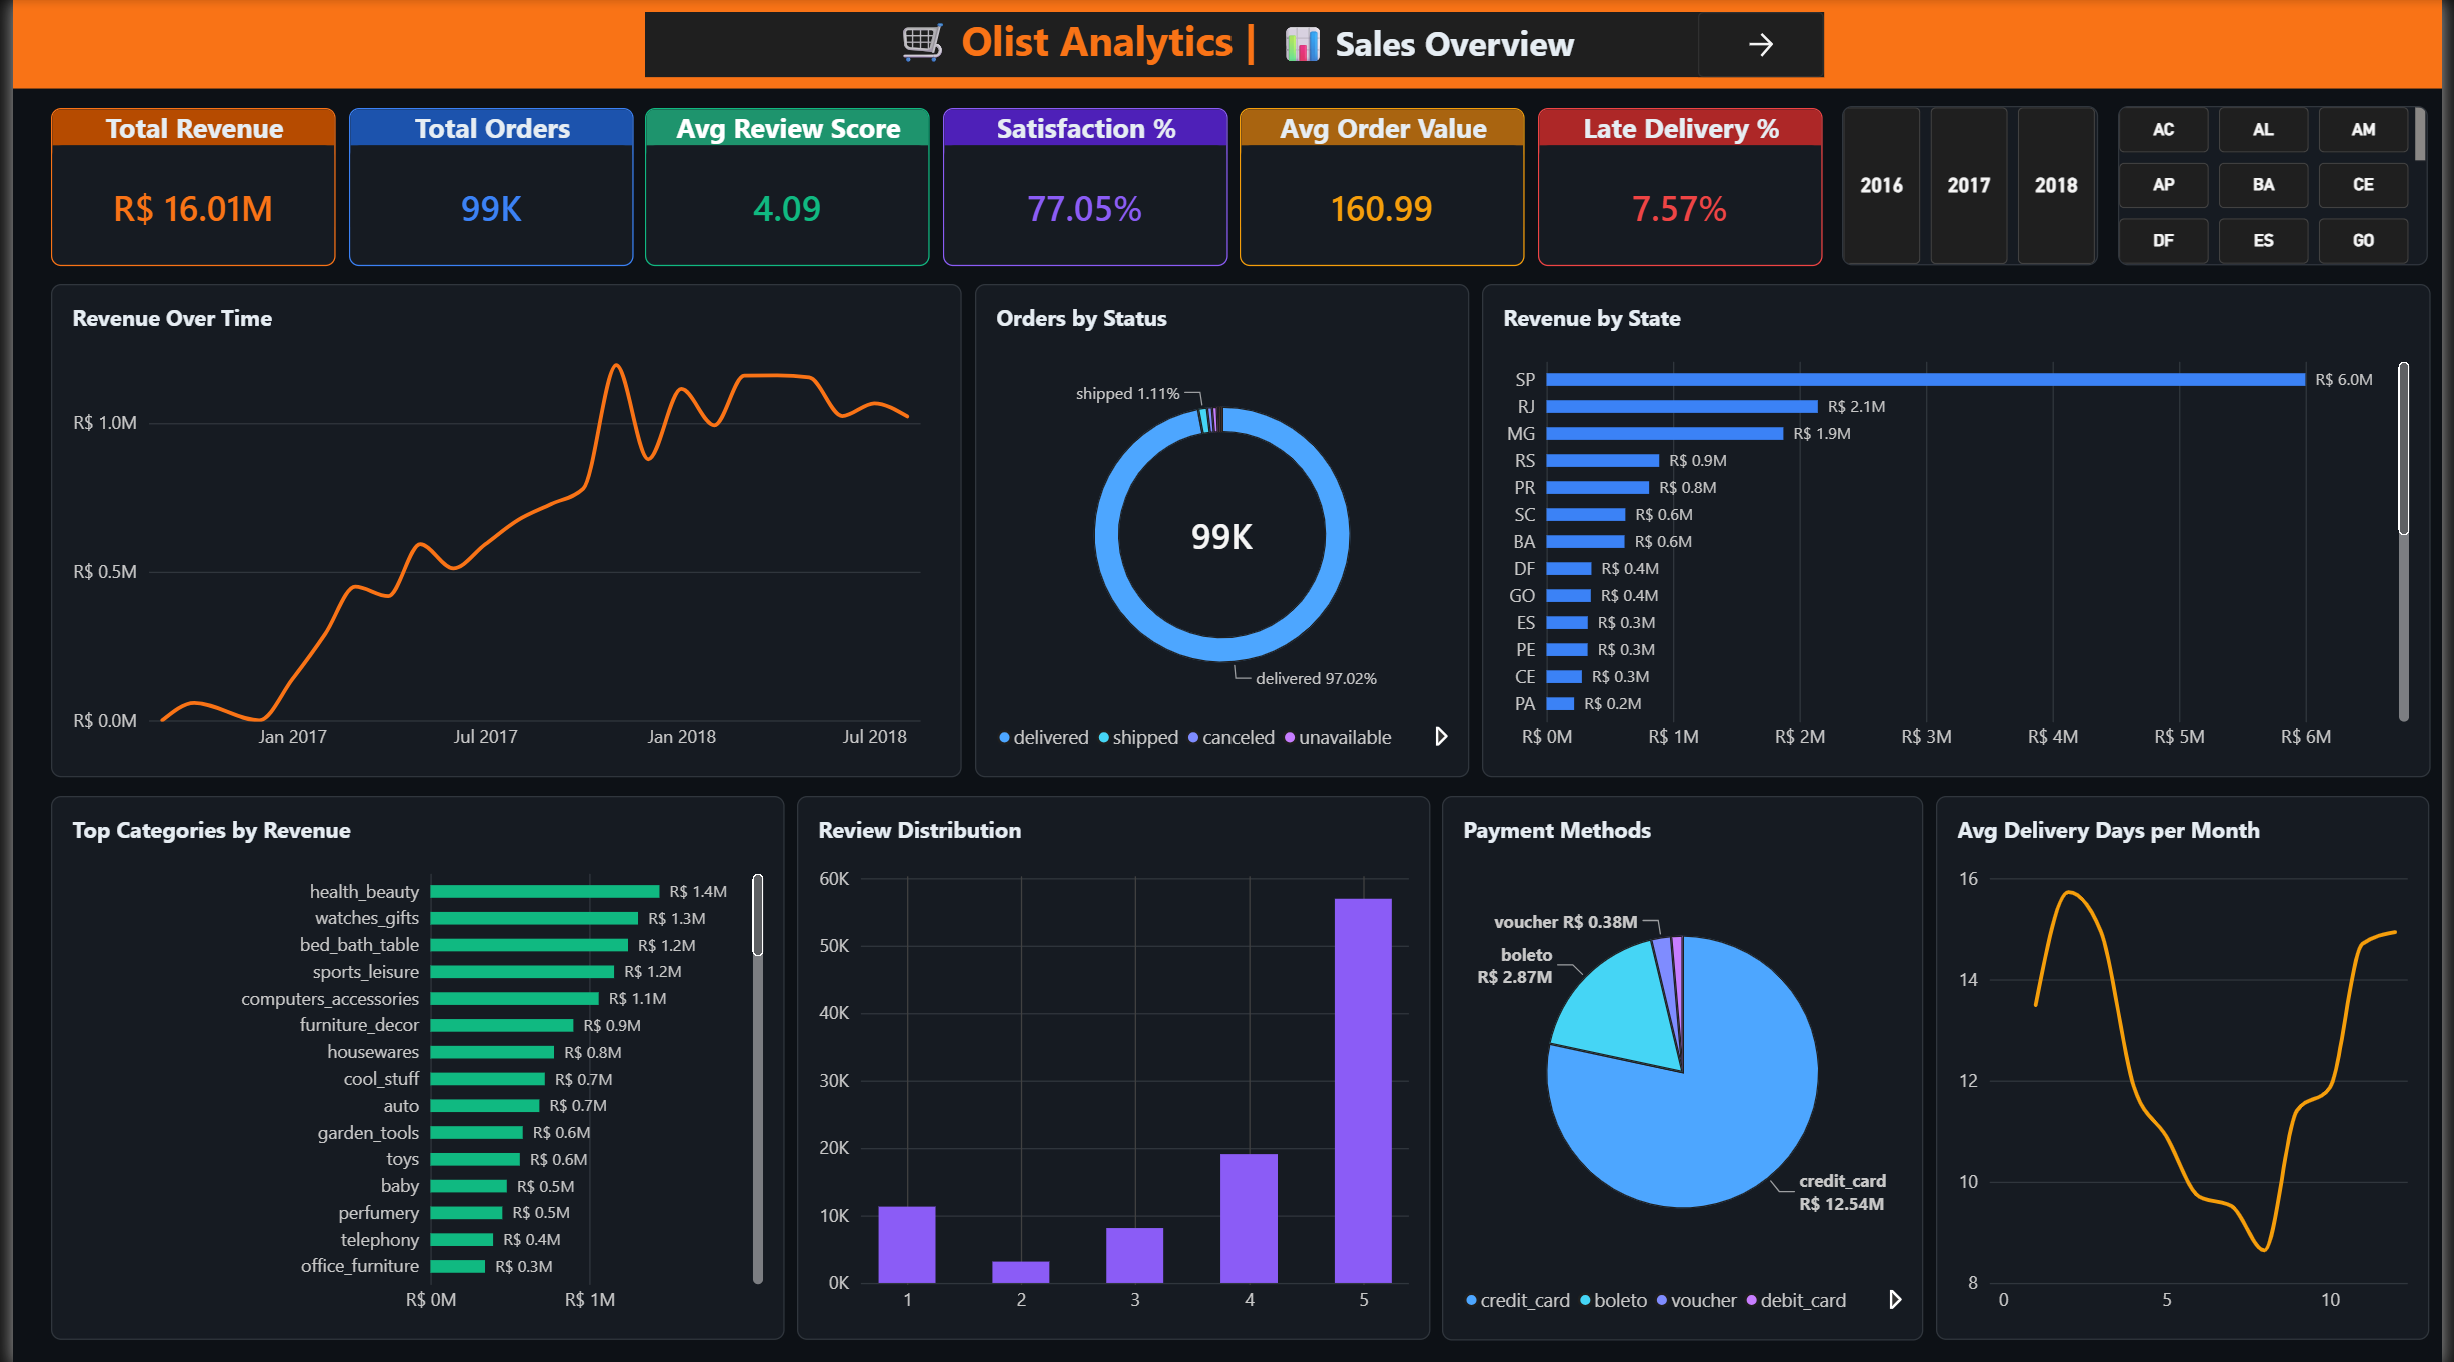 Olist Analytics | Sales Overview
→
Total Revenue
R$ 16.01M
Total Orders
99K
Avg Review Score
4.09
Satisfaction %
77.05%
Avg Order Value
160.99
Late Delivery %
7.57%
2016 2017 2018
AC AL AM
AP BA CE
DF ES GO
Revenue Over Time
R$ 1.0M
R$ 0.5M
R$ 0.0M
Jan 2017 Jul 2017 Jan 2018 Jul 2018
Orders by Status
shipped 1.11%
99K
delivered 97.02%
delivered shipped canceled unavailable
Revenue by State
SP R$ 6.0M
RJ R$ 2.1M
MG R$ 1.9M
RS R$ 0.9M
PR R$ 0.8M
SC R$ 0.6M
BA R$ 0.6M
DF R$ 0.4M
GO R$ 0.4M
ES R$ 0.3M
PE R$ 0.3M
CE R$ 0.3M
PA R$ 0.2M
R$ 0M R$ 1M R$ 2M R$ 3M R$ 4M R$ 5M R$ 6M
Top Categories by Revenue
health_beauty R$ 1.4M
watches_gifts R$ 1.3M
bed_bath_table R$ 1.2M
sports_leisure R$ 1.2M
computers_accessories R$ 1.1M
furniture_decor R$ 0.9M
housewares R$ 0.8M
cool_stuff R$ 0.7M
auto R$ 0.7M
garden_tools R$ 0.6M
toys R$ 0.6M
baby R$ 0.5M
perfumery R$ 0.5M
telephony R$ 0.4M
office_furniture R$ 0.3M
R$ 0M R$ 1M
Review Distribution
60K
50K
40K
30K
20K
10K
0K
1 2 3 4 5
Payment Methods
voucher R$ 0.38M
boleto
R$ 2.87M
credit_card
R$ 12.54M
credit_card boleto voucher debit_card
Avg Delivery Days per Month
16
14
12
10
8
0 5 10